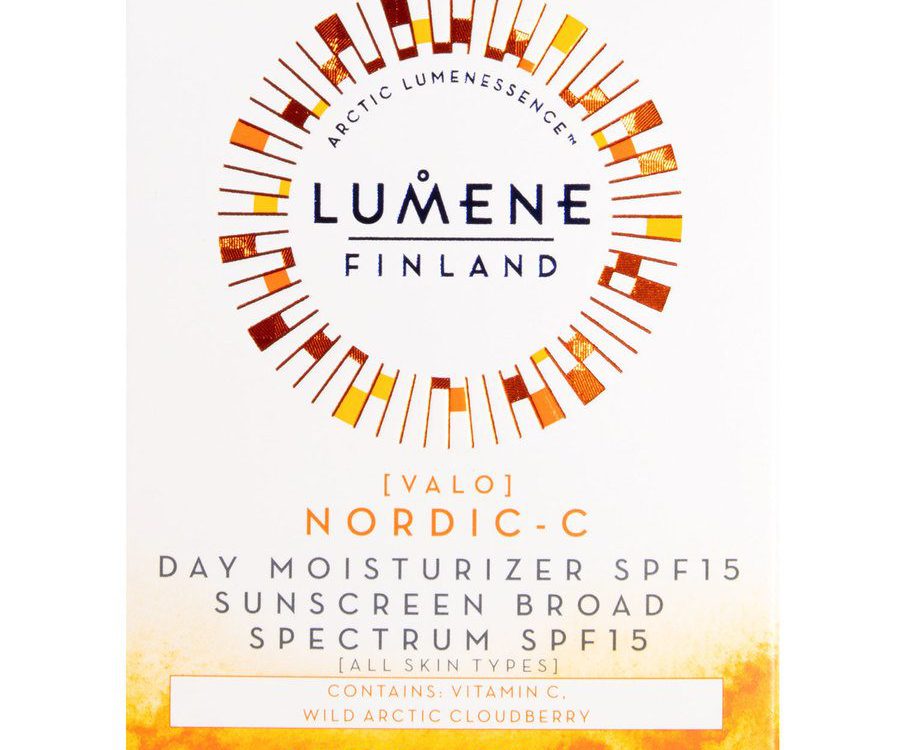 ARCTIC LUMENESSENCE™
LUMENE
FINLAND
[VALO]
NORDIC-C
DAY MOISTURIZER SPF15
SUNSCREEN BROAD
SPECTRUM SPF15
[ALL SKIN TYPES]
CONTAINS: VITAMIN C,
WILD ARCTIC CLOUDBERRY